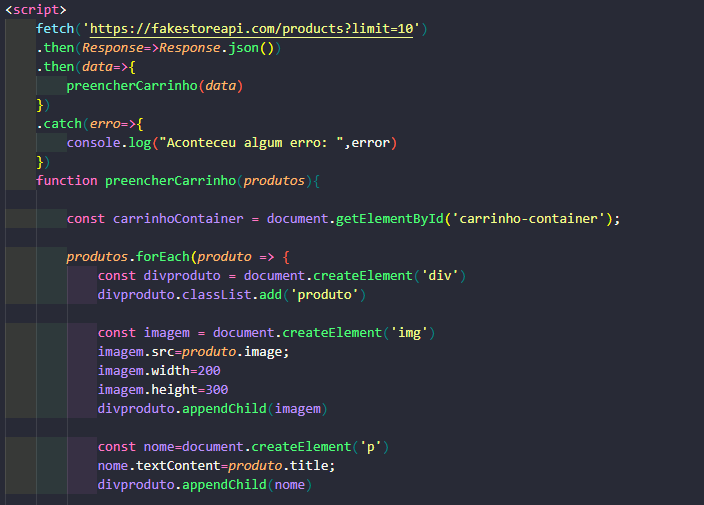 <script>
fetch('https://fakestoreapi.com/products?limit=10')
.then(Response=>Response.json())
.then(data=>{
preencherCarrinho(data)
})
.catch(erro=>{
console.log("Aconteceu algum erro: ",error)
})
function preencherCarrinho(produtos){
const carrinhoContainer = document.getElementById('carrinho-container');
produtos.forEach(produto => {
const divproduto = document.createElement('div')
divproduto.classList.add('produto')
const imagem = document.createElement('img')
imagem.src=produto.image;
imagem.width=200
imagem.height=300
divproduto.appendChild(imagem)
const nome=document.createElement('p')
nome.textContent=produto.title;
divproduto.appendChild(nome)